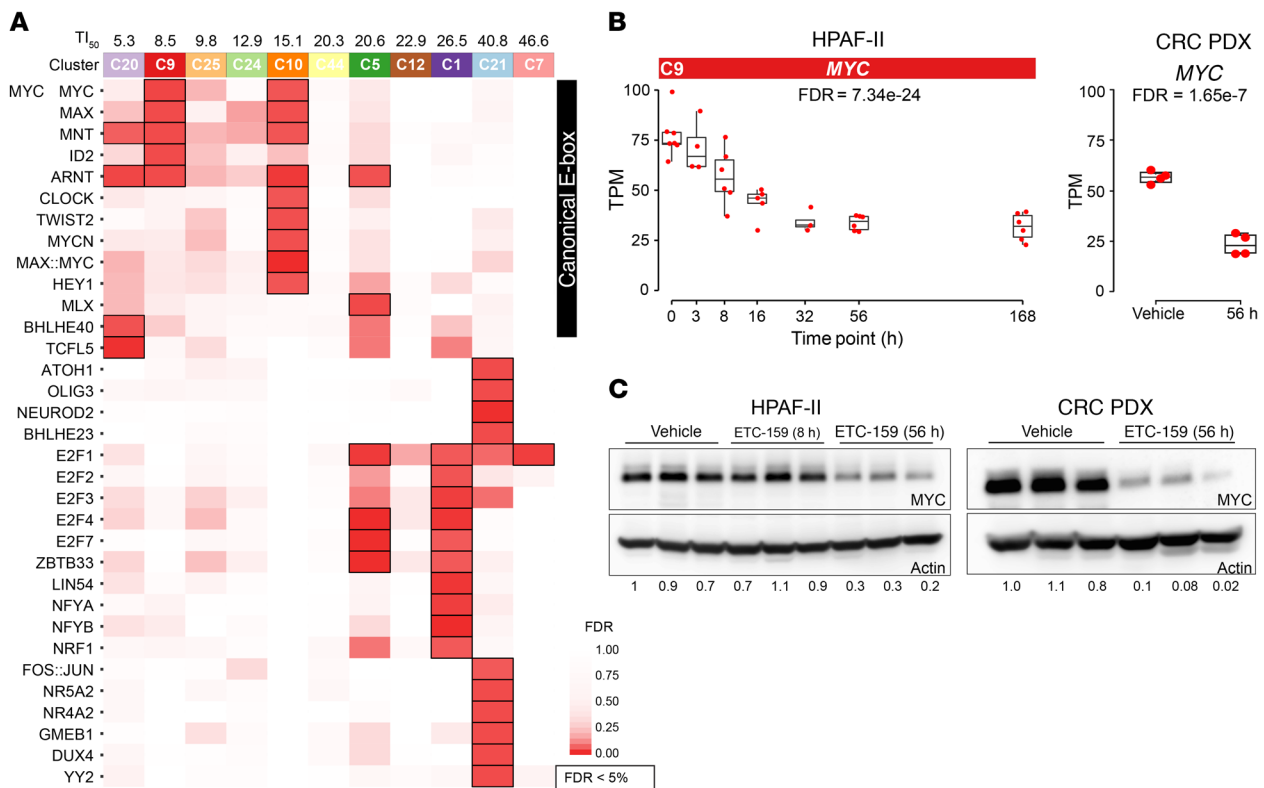 A
TI50 5.3 8.5 9.8 12.9 15.1 20.3 20.6 22.9 26.5 40.8 46.6
Cluster C20 C9 C25 C24 C10 C44 C5 C12 C1 C21 C7
MYC MYC
MAX
MNT
ID2
ARNT
CLOCK
TWIST2
MYCN
MAX::MYC
HEY1
MLX
BHLHE40
TCFL5
ATOH1
OLIG3
NEUROD2
BHLHE23
E2F1
E2F2
E2F3
E2F4
E2F7
ZBTB33
LIN54
NFYA
NFYB
NRF1
FOS::JUN
NR5A2
NR4A2
GMEB1
DUX4
YY2
Canonical E-box
FDR
1.00
0.75
0.50
0.25
0.00
FDR < 5%
B
HPAF-II
C9 MYC
FDR = 7.34e-24
TPM
100
75
50
25
0
0 3 8 16 32 56 168
Time point (h)
CRC PDX
MYC
FDR = 1.65e-7
TPM
100
75
50
25
0
Vehicle 56 h
C
HPAF-II
Vehicle ETC-159 (8 h) ETC-159 (56 h)
MYC
Actin
1 0.9 0.7 0.7 1.1 0.9 0.3 0.3 0.2
CRC PDX
Vehicle ETC-159 (56 h)
MYC
Actin
1.0 1.1 0.8 0.1 0.08 0.02